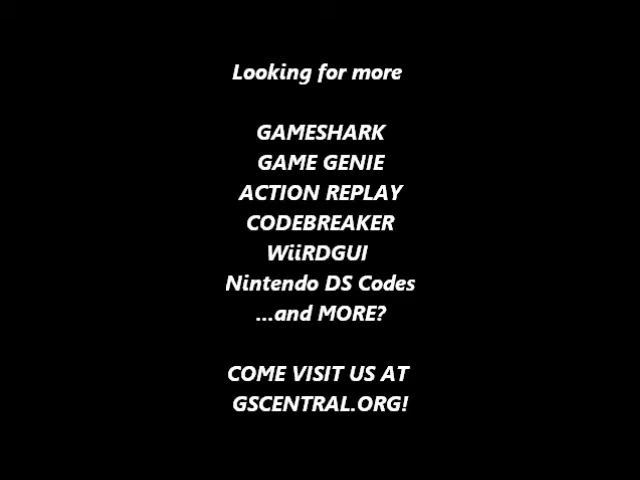 Looking for more
GAMESHARK
GAME GENIE
ACTION REPLAY
CODEBREAKER
WiiRDGUI
Nintendo DS Codes
...and MORE?
COME VISIT US AT
GSCENTRAL.ORG!